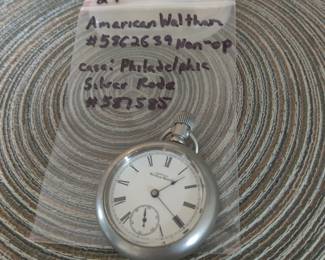 American Waltham
#5862639 Non-op
case: Philadelphia
Silver Rode
#587585